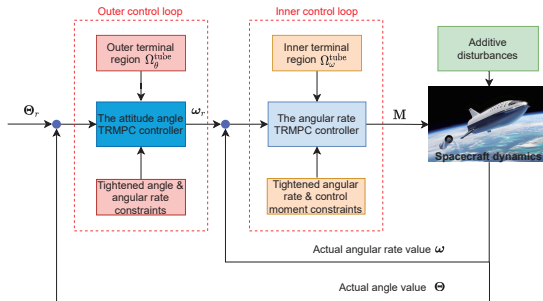 Outer control loop
Inner control loop
Outer terminal
region Ω_θ^tube
Inner terminal
region Ω_ω^tube
Additive
disturbances
Θ_r
The attitude angle
TRMPC controller
ω_r
The angular rate
TRMPC controller
M
Spacecraft dynamics
Tightened angle &
angular rate
constraints
Tightened angular
rate & control
moment constraints
Actual angular rate value ω
Actual angle value Θ